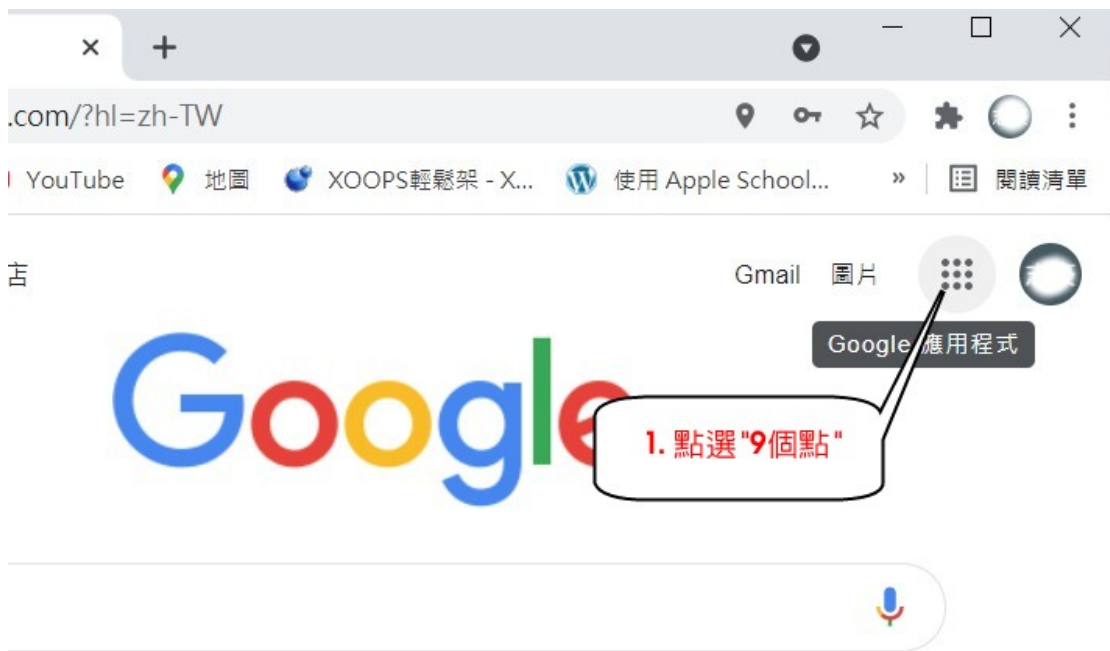 .com/?hl=zh-TW
YouTube 地圖 XOOPS輕鬆架 - X... 使用 Apple School... » 閱讀清單
店 Gmail 圖片
Google 應用程式
Google
1. 點選"9個點"